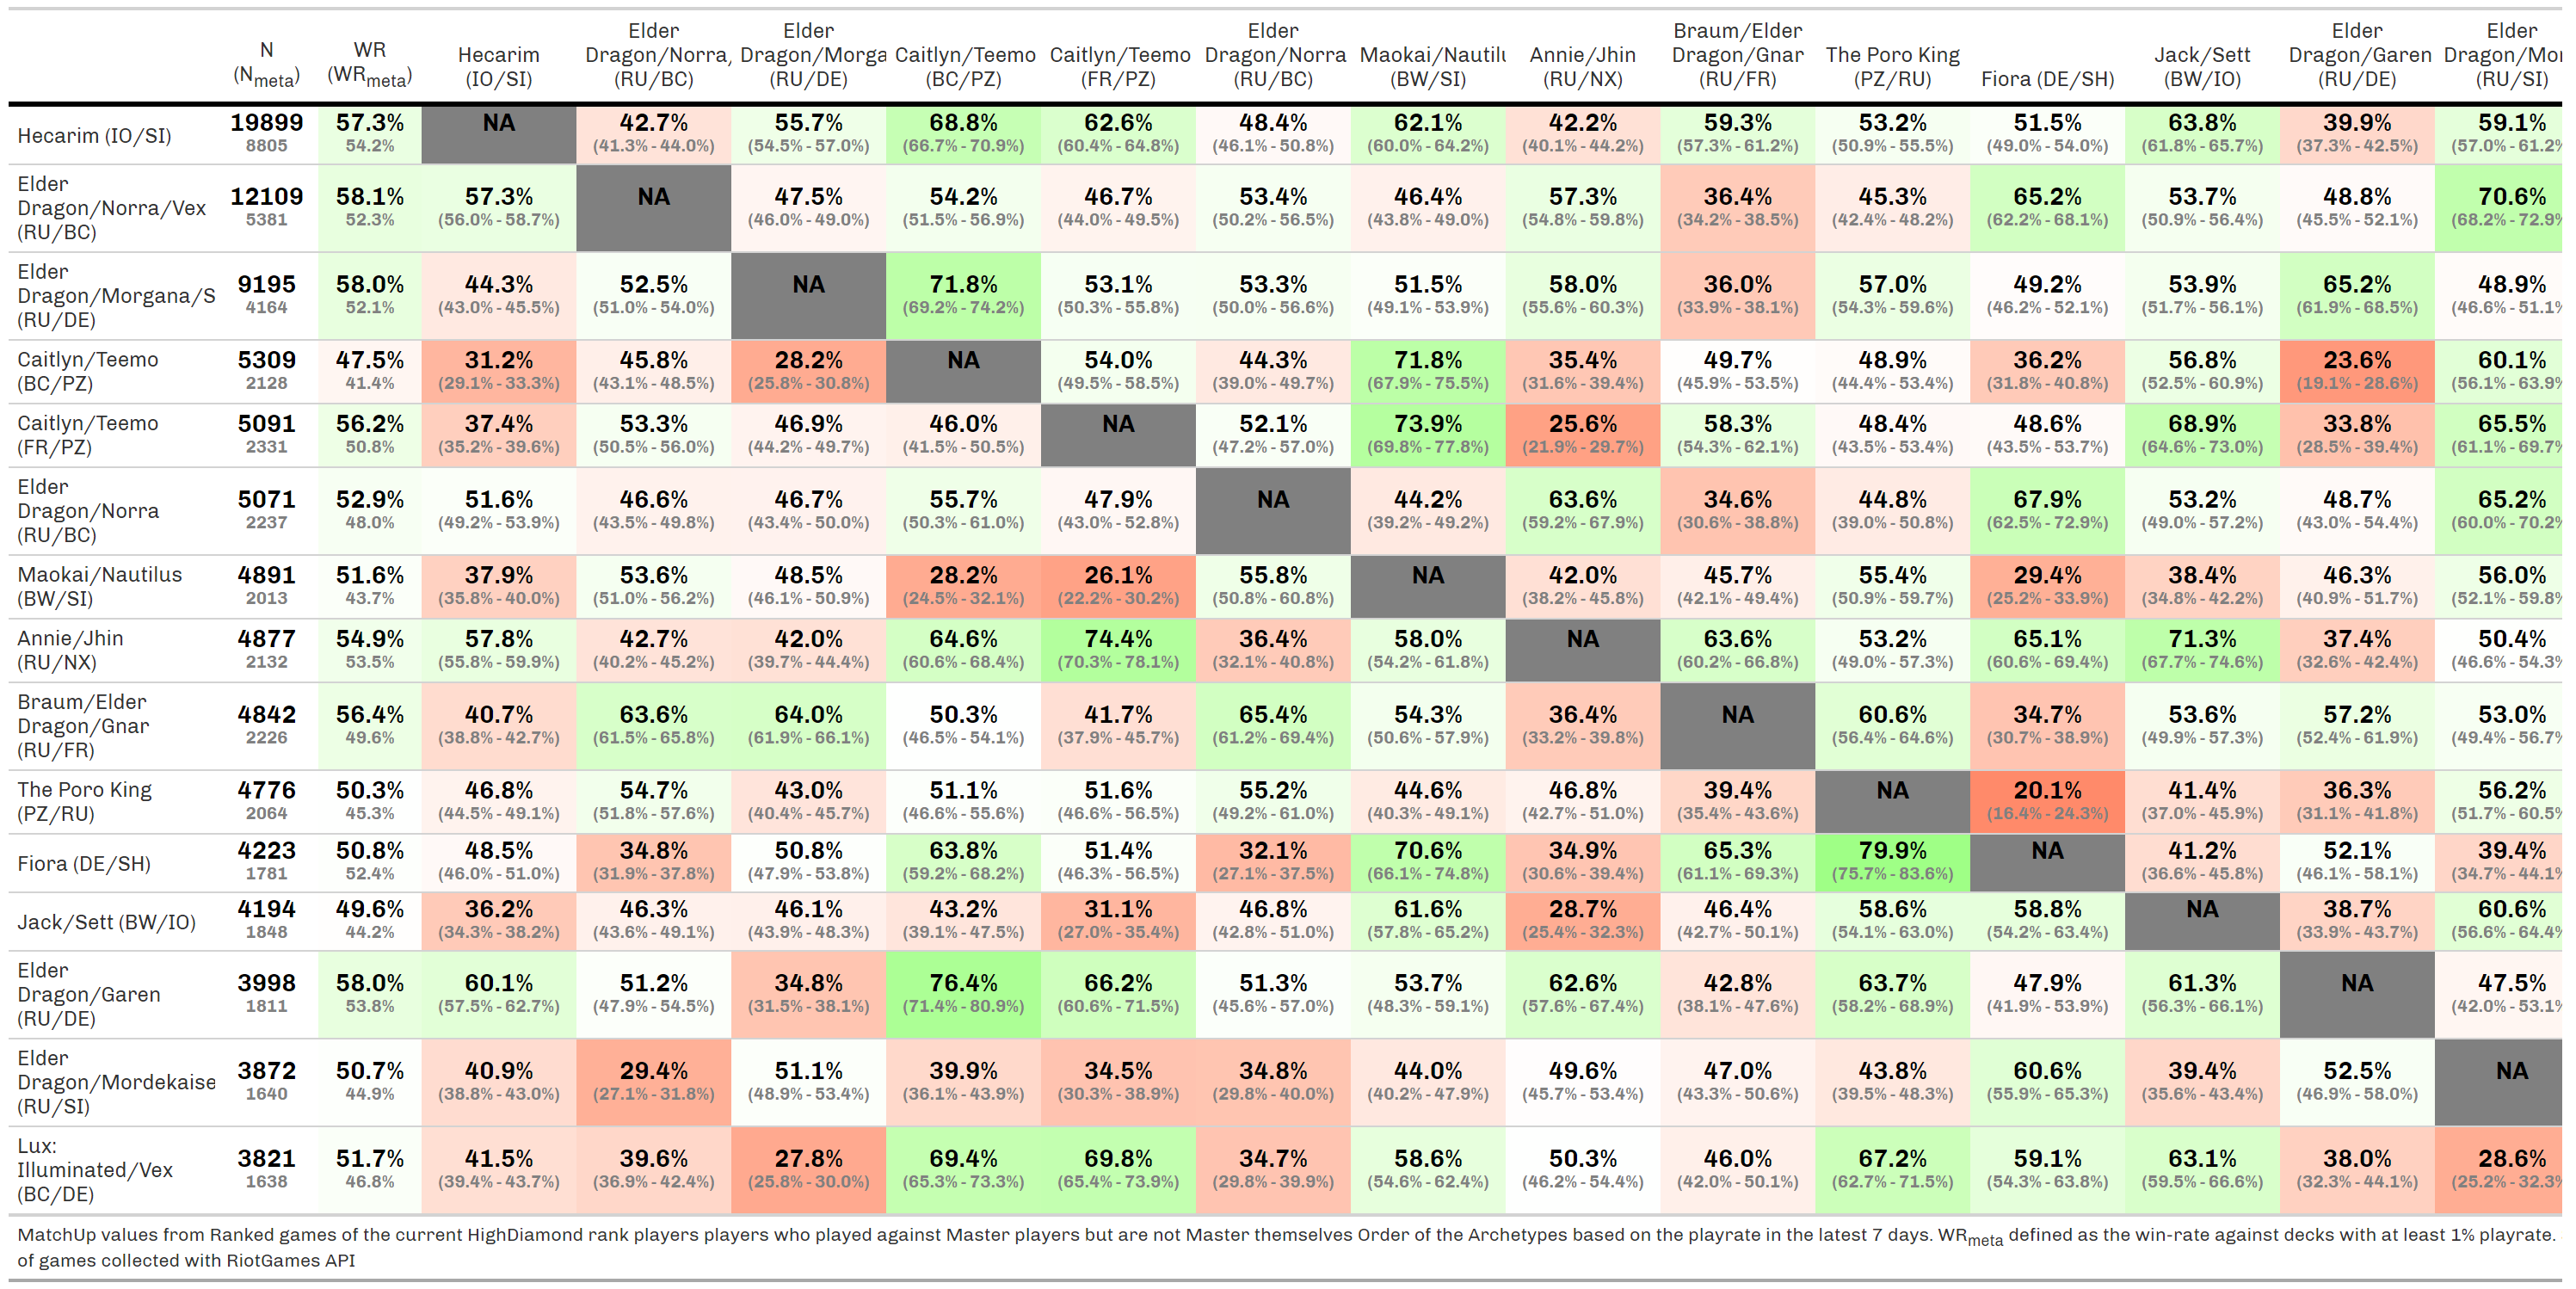 N (N_meta) WR (WR_meta) Hecarim (IO/SI) Elder Dragon/Norra, (RU/BC) Elder Dragon/Morga (RU/DE) Caitlyn/Teemo (BC/PZ) Caitlyn/Teemo (FR/PZ) Elder Dragon/Norra (RU/BC) Maokai/Nautil (BW/SI) Annie/Jhin (RU/NX) Braum/Elder Dragon/Gnar (RU/FR) The Poro King (PZ/RU) Fiora (DE/SH) Jack/Sett (BW/IO) Elder Dragon/Garen (RU/DE) Elder Dragon/Mor (RU/SI)
Hecarim (IO/SI) 19899 57.3% NA 42.7% 55.7% 68.8% 62.6% 48.4% 62.1% 42.2% 59.3% 53.2% 51.5% 63.8% 39.9% 59.1%
8805 54.2% (41.3% - 44.0%) (54.5% - 57.0%) (66.7% - 70.9%) (60.4% - 64.8%) (46.1% - 50.8%) (60.0% - 64.2%) (40.1% - 44.2%) (57.3% - 61.2%) (50.9% - 55.5%) (49.0% - 54.0%) (61.8% - 65.7%) (37.3% - 42.5%) (57.0% - 61.2%
Elder Dragon/Norra/Vex (RU/BC) 12109 58.1% 57.3% NA 47.5% 54.2% 46.7% 53.4% 46.4% 57.3% 36.4% 45.3% 65.2% 53.7% 48.8% 70.6%
5381 52.3% (56.0% - 58.7%) (46.0% - 49.0%) (51.5% - 56.9%) (44.0% - 49.5%) (50.2% - 56.5%) (43.8% - 49.0%) (54.8% - 59.8%) (34.2% - 38.5%) (42.4% - 48.2%) (62.2% - 68.1%) (50.9% - 56.4%) (45.5% - 52.1%) (68.2% - 72.9%
Elder Dragon/Morgana/S (RU/DE) 9195 58.0% 44.3% 52.5% NA 71.8% 53.1% 53.3% 51.5% 58.0% 36.0% 57.0% 49.2% 53.9% 65.2% 48.9%
4164 52.1% (43.0% - 45.5%) (51.0% - 54.0%) (69.2% - 74.2%) (50.3% - 55.8%) (50.0% - 56.6%) (49.1% - 53.9%) (55.6% - 60.3%) (33.9% - 38.1%) (54.3% - 59.6%) (46.2% - 52.1%) (51.7% - 56.1%) (61.9% - 68.5%) (46.6% - 51.1%
Caitlyn/Teemo (BC/PZ) 5309 47.5% 31.2% 45.8% 28.2% NA 54.0% 44.3% 71.8% 35.4% 49.7% 48.9% 36.2% 56.8% 23.6% 60.1%
2128 41.4% (29.1% - 33.3%) (43.1% - 48.5%) (25.8% - 30.8%) (49.5% - 58.5%) (39.0% - 49.7%) (67.9% - 75.5%) (31.6% - 39.4%) (45.9% - 53.5%) (44.4% - 53.4%) (31.8% - 40.8%) (52.5% - 60.9%) (19.1% - 28.6%) (56.1% - 63.9%
Caitlyn/Teemo (FR/PZ) 5091 56.2% 37.4% 53.3% 46.9% 46.0% NA 52.1% 73.9% 25.6% 58.3% 48.4% 48.6% 68.9% 33.8% 65.5%
2331 50.8% (35.2% - 39.6%) (50.5% - 56.0%) (44.2% - 49.7%) (41.5% - 50.5%) (47.2% - 57.0%) (69.8% - 77.8%) (21.9% - 29.7%) (54.3% - 62.1%) (43.5% - 53.4%) (43.5% - 53.7%) (64.6% - 73.0%) (28.5% - 39.4%) (61.1% - 69.7%
Elder Dragon/Norra (RU/BC) 5071 52.9% 51.6% 46.6% 46.7% 55.7% 47.9% NA 44.2% 63.6% 34.6% 44.8% 67.9% 53.2% 48.7% 65.2%
2237 48.0% (49.2% - 53.9%) (43.5% - 49.8%) (43.4% - 50.0%) (50.3% - 61.0%) (43.0% - 52.8%) (39.2% - 49.2%) (59.2% - 67.9%) (30.6% - 38.8%) (39.0% - 50.8%) (62.5% - 72.9%) (49.0% - 57.2%) (43.0% - 54.4%) (60.0% - 70.2%
Maokai/Nautilus (BW/SI) 4891 51.6% 37.9% 53.6% 48.5% 28.2% 26.1% 55.8% NA 42.0% 45.7% 55.4% 29.4% 38.4% 46.3% 56.0%
2013 43.7% (35.8% - 40.0%) (51.0% - 56.2%) (46.1% - 50.9%) (24.5% - 32.1%) (22.2% - 30.2%) (50.8% - 60.8%) (38.2% - 45.8%) (42.1% - 49.4%) (50.9% - 59.7%) (25.2% - 33.9%) (34.8% - 42.2%) (40.9% - 51.7%) (52.1% - 59.8%
Annie/Jhin (RU/NX) 4877 54.9% 57.8% 42.7% 42.0% 64.6% 74.4% 36.4% 58.0% NA 63.6% 53.2% 65.1% 71.3% 37.4% 50.4%
2132 53.5% (55.8% - 59.9%) (40.2% - 45.2%) (39.7% - 44.4%) (60.6% - 68.4%) (70.3% - 78.1%) (32.1% - 40.8%) (54.2% - 61.8%) (60.2% - 66.8%) (49.0% - 57.3%) (60.6% - 69.4%) (67.7% - 74.6%) (32.6% - 42.4%) (46.6% - 54.3%
Braum/Elder Dragon/Gnar (RU/FR) 4842 56.4% 40.7% 63.6% 64.0% 50.3% 41.7% 65.4% 54.3% 36.4% NA 60.6% 34.7% 53.6% 57.2% 53.0%
2226 49.6% (38.8% - 42.7%) (61.5% - 65.8%) (61.9% - 66.1%) (46.5% - 54.1%) (37.9% - 45.7%) (61.2% - 69.4%) (50.6% - 57.9%) (33.2% - 39.8%) (56.4% - 64.6%) (30.7% - 38.9%) (49.9% - 57.3%) (52.4% - 61.9%) (49.4% - 56.7%
The Poro King (PZ/RU) 4776 50.3% 46.8% 54.7% 43.0% 51.1% 51.6% 55.2% 44.6% 46.8% 39.4% NA 20.1% 41.4% 36.3% 56.2%
2064 45.3% (44.5% - 49.1%) (51.8% - 57.6%) (40.4% - 45.7%) (46.6% - 55.6%) (46.6% - 56.5%) (49.2% - 61.0%) (40.3% - 49.1%) (42.7% - 51.0%) (35.4% - 43.6%) (16.4% - 24.3%) (37.0% - 45.9%) (31.1% - 41.8%) (51.7% - 60.5%
Fiora (DE/SH) 4223 50.8% 48.5% 34.8% 50.8% 63.8% 51.4% 32.1% 70.6% 34.9% 65.3% 79.9% NA 41.2% 52.1% 39.4%
1781 52.4% (46.0% - 51.0%) (31.9% - 37.8%) (47.9% - 53.8%) (59.2% - 68.2%) (46.3% - 56.5%) (27.1% - 37.5%) (66.1% - 74.8%) (30.6% - 39.4%) (61.1% - 69.3%) (75.7% - 83.6%) (36.6% - 45.8%) (46.1% - 58.1%) (34.7% - 44.1%
Jack/Sett (BW/IO) 4194 49.6% 36.2% 46.3% 46.1% 43.2% 31.1% 46.8% 61.6% 28.7% 46.4% 58.6% 58.8% NA 38.7% 60.6%
1848 44.2% (34.3% - 38.2%) (43.6% - 49.1%) (43.9% - 48.3%) (39.1% - 47.5%) (27.0% - 35.4%) (42.8% - 51.0%) (57.8% - 65.2%) (25.4% - 32.3%) (42.7% - 50.1%) (54.1% - 63.0%) (54.2% - 63.4%) (33.9% - 43.7%) (56.6% - 64.4%
Elder Dragon/Garen (RU/DE) 3998 58.0% 60.1% 51.2% 34.8% 76.4% 66.2% 51.3% 53.7% 62.6% 42.8% 63.7% 47.9% 61.3% NA 47.5%
1811 53.8% (57.5% - 62.7%) (47.9% - 54.5%) (31.5% - 38.1%) (71.4% - 80.9%) (60.6% - 71.5%) (45.6% - 57.0%) (48.3% - 59.1%) (57.6% - 67.4%) (38.1% - 47.6%) (58.2% - 68.9%) (41.9% - 53.9%) (56.3% - 66.1%) (42.0% - 53.1%
Elder Dragon/Mordekaise (RU/SI) 3872 50.7% 40.9% 29.4% 51.1% 39.9% 34.5% 34.8% 44.0% 49.6% 47.0% 43.8% 60.6% 39.4% 52.5% NA
1640 44.9% (38.8% - 43.0%) (27.1% - 31.8%) (48.9% - 53.4%) (36.1% - 43.9%) (30.3% - 38.9%) (29.8% - 40.0%) (40.2% - 47.9%) (45.7% - 53.4%) (43.3% - 50.6%) (39.5% - 48.3%) (55.9% - 65.3%) (35.6% - 43.4%) (46.9% - 58.0%)
Lux: Illuminated/Vex (BC/DE) 3821 51.7% 41.5% 39.6% 27.8% 69.4% 69.8% 34.7% 58.6% 50.3% 46.0% 67.2% 59.1% 63.1% 38.0% 28.6%
1638 46.8% (39.4% - 43.7%) (36.9% - 42.4%) (25.8% - 30.0%) (65.3% - 73.3%) (65.4% - 73.9%) (29.8% - 39.9%) (54.6% - 62.4%) (46.2% - 54.4%) (42.0% - 50.1%) (62.7% - 71.5%) (54.3% - 63.8%) (59.5% - 66.6%) (32.3% - 44.1%) (25.2% - 32.3%
MatchUp values from Ranked games of the current HighDiamond rank players players who played against Master players but are not Master themselves Order of the Archetypes based on the playrate in the latest 7 days. WR_meta defined as the win-rate against decks with at least 1% playrate.
of games collected with RiotGames API